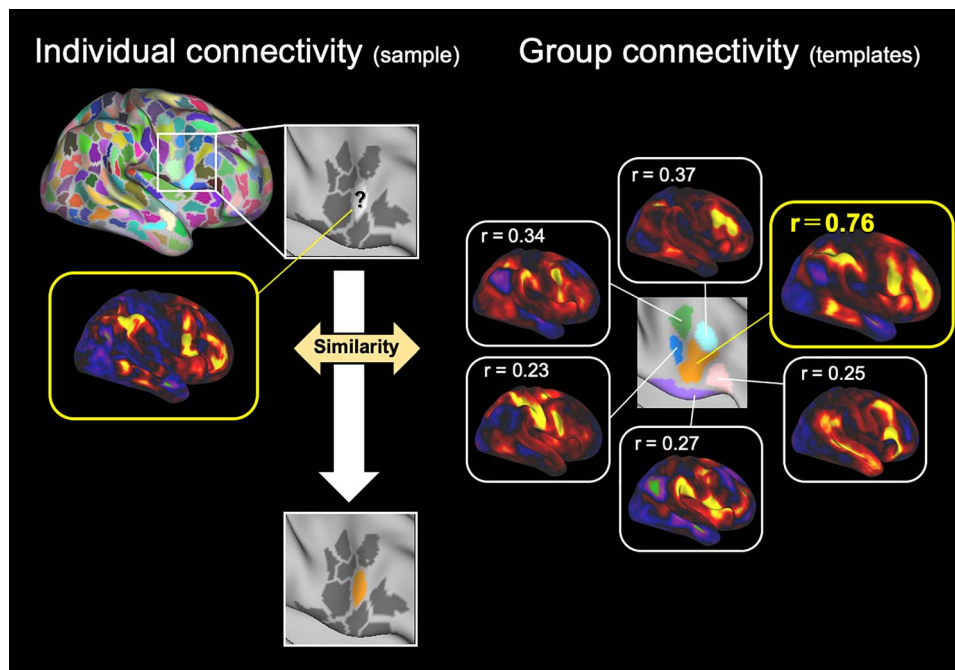 Individual connectivity (sample)
Group connectivity (templates)
?
r = 0.37
r = 0.34
r = 0.76
Similarity
r = 0.23
r = 0.25
r = 0.27